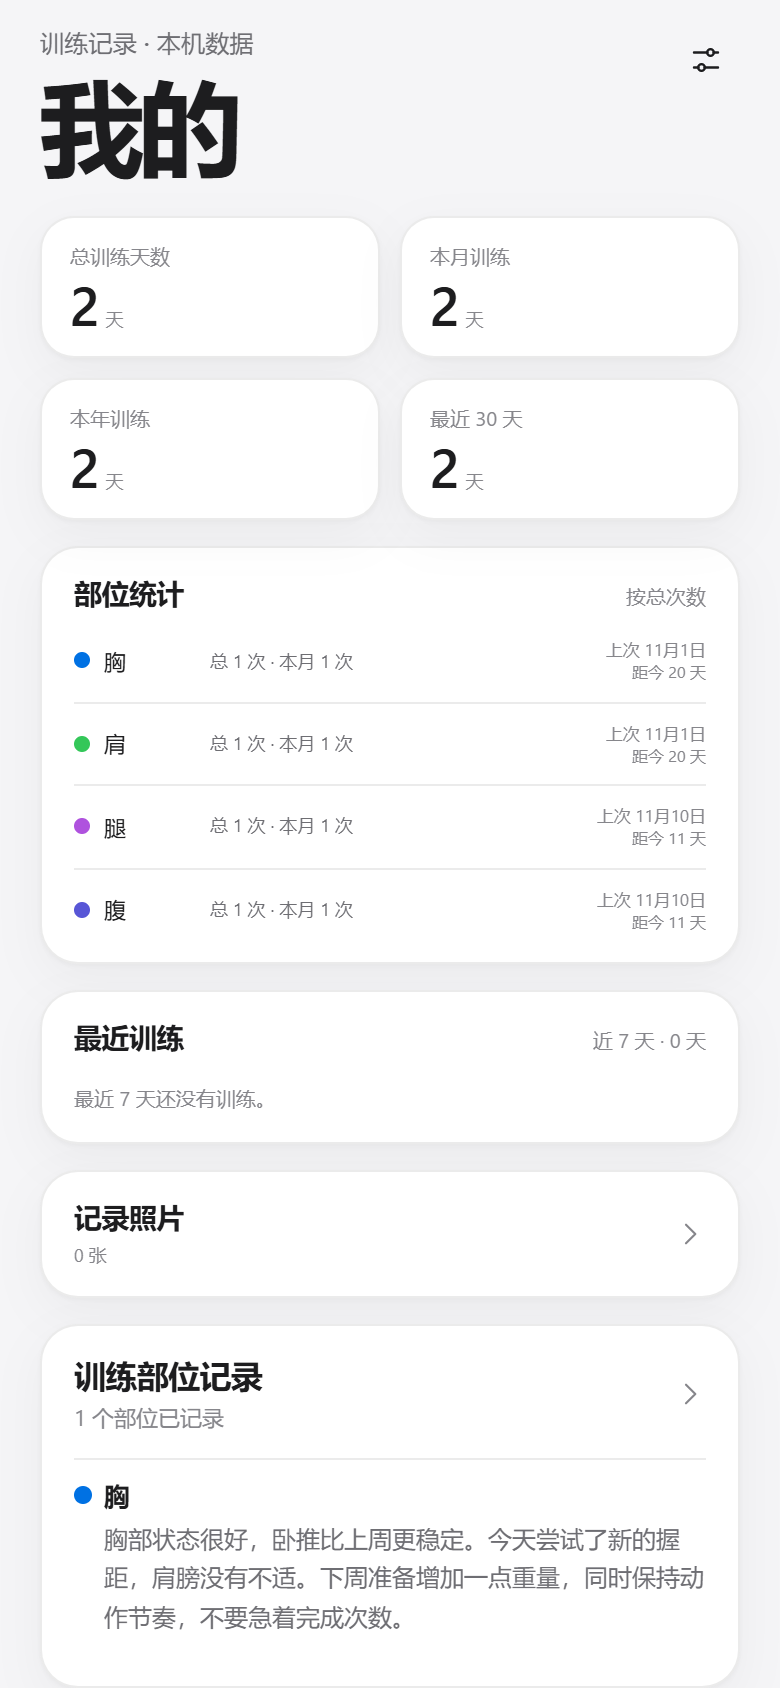 训练记录 · 本机数据
我的
总训练天数
2 天
本月训练
2 天
本年训练
2 天
最近 30 天
2 天
部位统计
按总次数
胸
总 1 次 · 本月 1 次
上次 11月1日
距今 20 天
肩
总 1 次 · 本月 1 次
上次 11月1日
距今 20 天
腿
总 1 次 · 本月 1 次
上次 11月10日
距今 11 天
腹
总 1 次 · 本月 1 次
上次 11月10日
距今 11 天
最近训练
近 7 天 · 0 天
最近 7 天还没有训练。
记录照片
0 张
训练部位记录
1 个部位已记录
胸
胸部状态很好，卧推比上周更稳定。今天尝试了新的握
距，肩膀没有不适。下周准备增加一点重量，同时保持动
作节奏，不要急着完成次数。